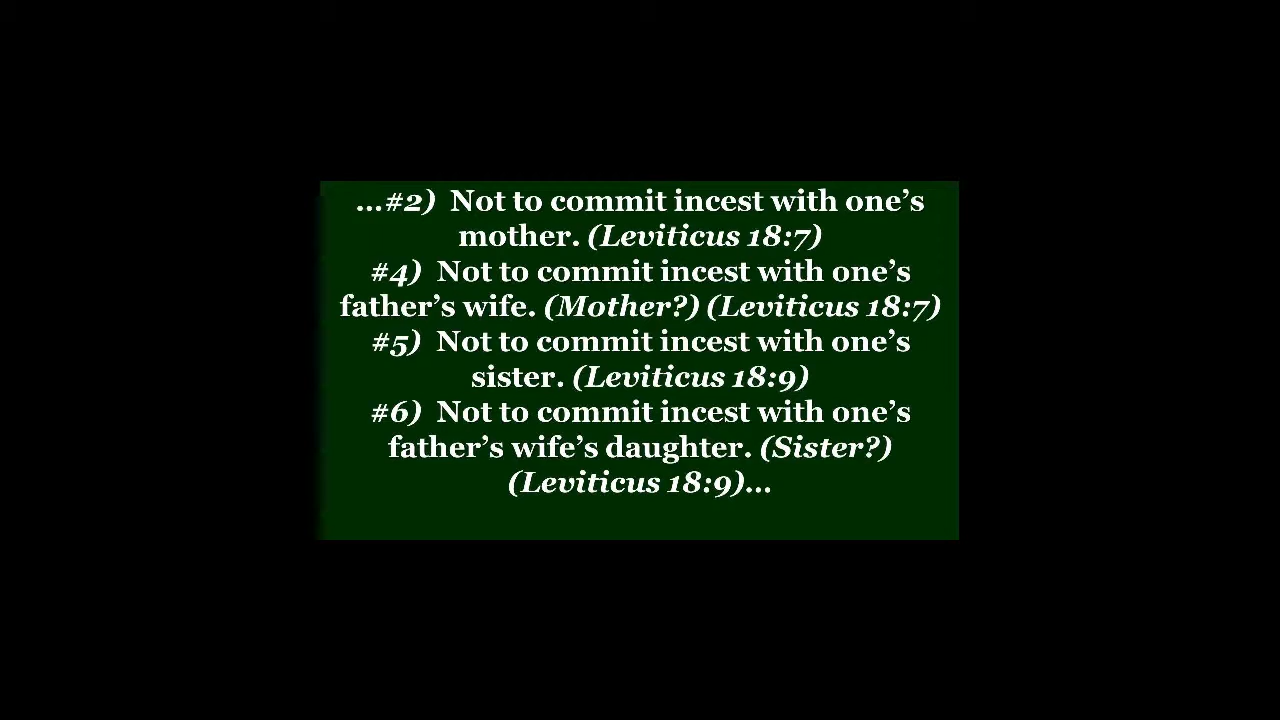 ...#2)  Not to commit incest with one’s
mother. (Leviticus 18:7)
#4)  Not to commit incest with one’s
father’s wife. (Mother?) (Leviticus 18:7)
#5)  Not to commit incest with one’s
sister. (Leviticus 18:9)
#6)  Not to commit incest with one’s
father’s wife’s daughter. (Sister?)
(Leviticus 18:9)...